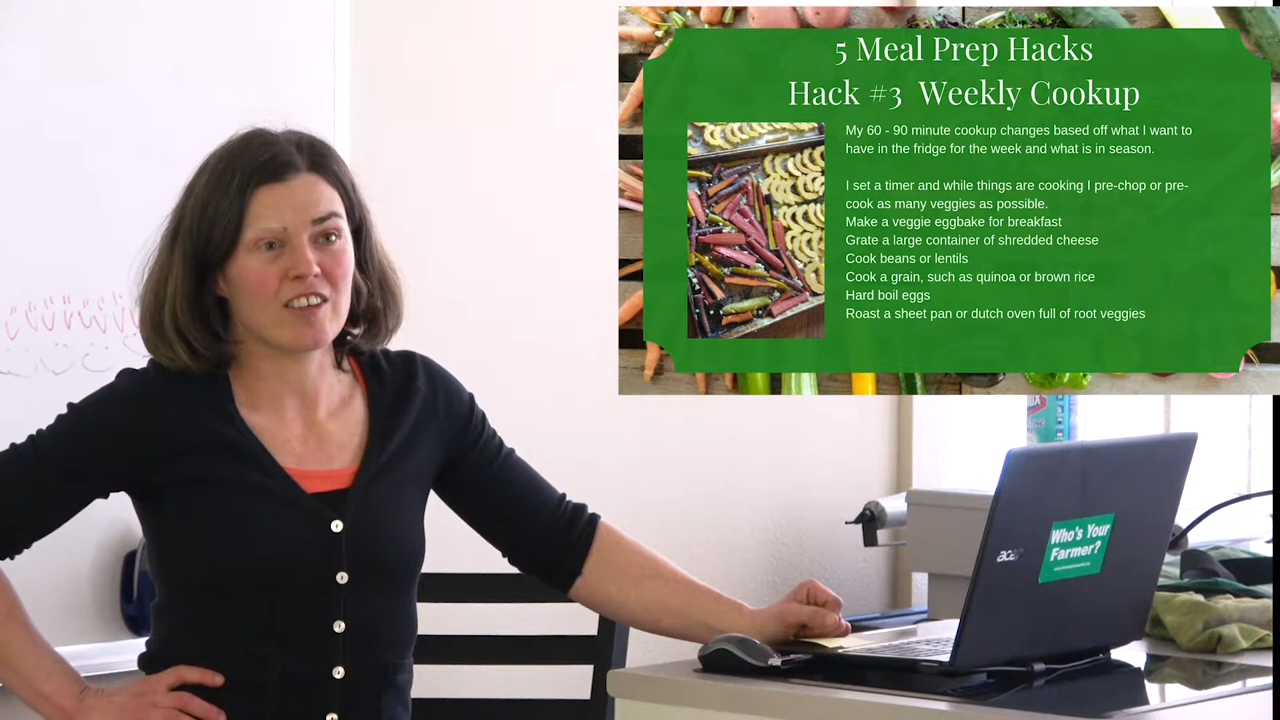 5 Meal Prep Hacks
Hack #3 Weekly Cookup
My 60 - 90 minute cookup changes based off what I want to
have in the fridge for the week and what is in season.
I set a timer and while things are cooking I pre-chop or pre-
cook as many veggies as possible.
Make a veggie eggbake for breakfast
Grate a large container of shredded cheese
Cook beans or lentils
Cook a grain, such as quinoa or brown rice
Hard boil eggs
Roast a sheet pan or dutch oven full of root veggies
acer
Who's Your
Farmer?